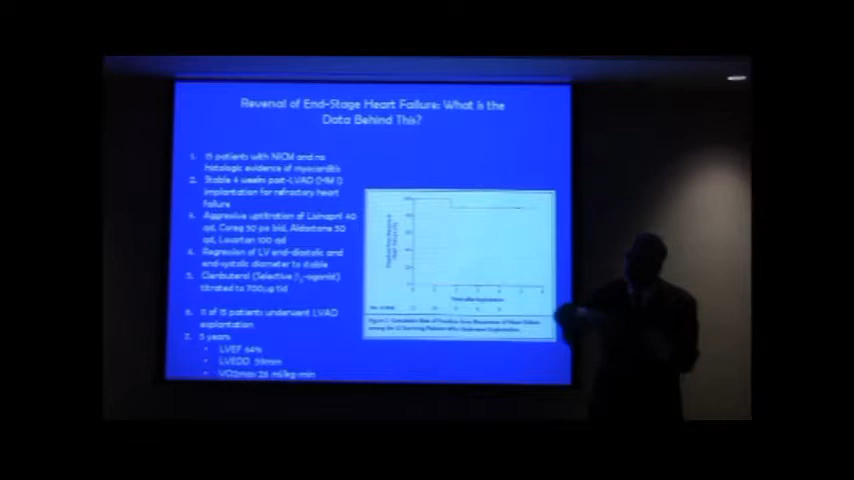 Reversal of End-Stage Heart Failure: What is the
Data Behind This?
1. 15 patients with NICM and no
histologic evidence of myocarditis
2. Stable 4 weeks post-LVAD (HM I)
implantation for refractory heart
failure
3. Aggressive uptitration of Lisinopril 40
qd, Coreg 50 po bid, Aldactone 50
qd, Losartan 100 qd
4. Regression of LV end-diastolic and
end-systolic diameter to stable
5. Clenbuterol (Selective β2-agonist)
titrated to 700μg tid
6. 11 of 15 patients underwent LVAD
explantation
7. 5 years
• LVEF 64%
• LVEDD 59mm
• VO2max 26 ml/kg-min
Years after Explantation